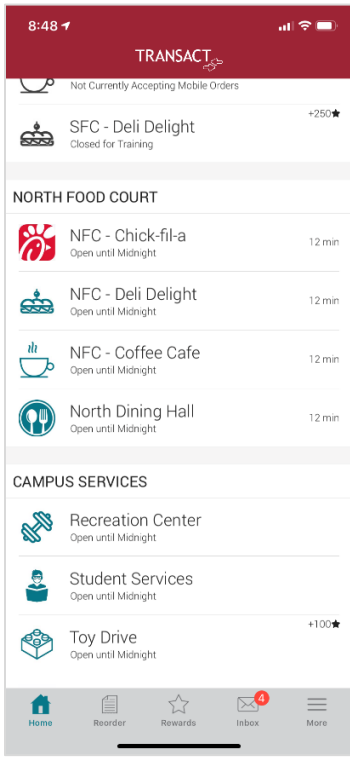 8:48
TRANSACT
Not Currently Accepting Mobile Orders
+250★
SFC - Deli Delight
Closed for Training
NORTH FOOD COURT
NFC - Chick-fil-a
Open until Midnight
12 min
NFC - Deli Delight
Open until Midnight
12 min
NFC - Coffee Cafe
Open until Midnight
12 min
North Dining Hall
Open until Midnight
12 min
CAMPUS SERVICES
Recreation Center
Open until Midnight
Student Services
Open until Midnight
+100★
Toy Drive
Open until Midnight
4
Home Reorder Rewards Inbox More